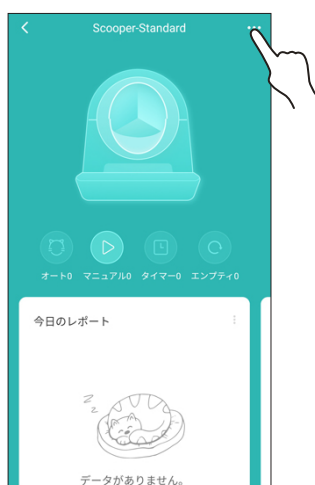 Scooper-Standard
オート0 マニュアル0 タイマー0 エンプティ0
今日のレポート
z
z
データがありません。